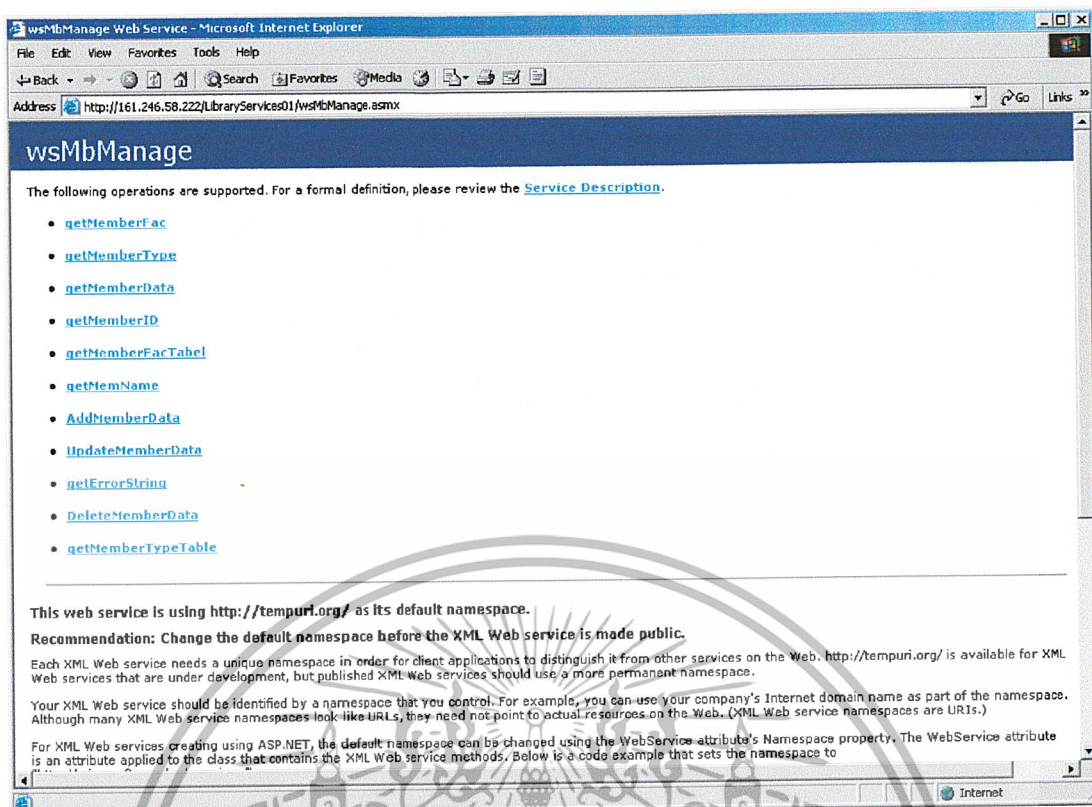 wsMbManage Web Service - Microsoft Internet Explorer
File Edit View Favorites Tools Help
Back Search Favorites Media
Address http://161.246.58.222/LibraryServices01/wsMbManage.asmx Go Links »
wsMbManage
The following operations are supported. For a formal definition, please review the Service Description.
• getMemberFac
• getMemberType
• getMemberData
• getMemberID
• getMemberFacTabel
• getMemName
• AddMemberData
• UpdateMemberData
• getErrorString
• DeleteMemberData
• getMemberTypeTable
This web service is using http://tempuri.org/ as its default namespace.
Recommendation: Change the default namespace before the XML Web service is made public.
Each XML Web service needs a unique namespace in order for client applications to distinguish it from other services on the Web. http://tempuri.org/ is available for XML
Web services that are under development, but published XML Web services should use a more permanent namespace.
Your XML Web service should be identified by a namespace that you control. For example, you can use your company's Internet domain name as part of the namespace.
Although many XML Web service namespaces look like URLs, they need not point to actual resources on the Web. (XML Web service namespaces are URIs.)
For XML Web services creating using ASP.NET, the default namespace can be changed using the WebService attribute's Namespace property. The WebService attribute
is an attribute applied to the class that contains the XML Web service methods. Below is a code example that sets the namespace to
Internet